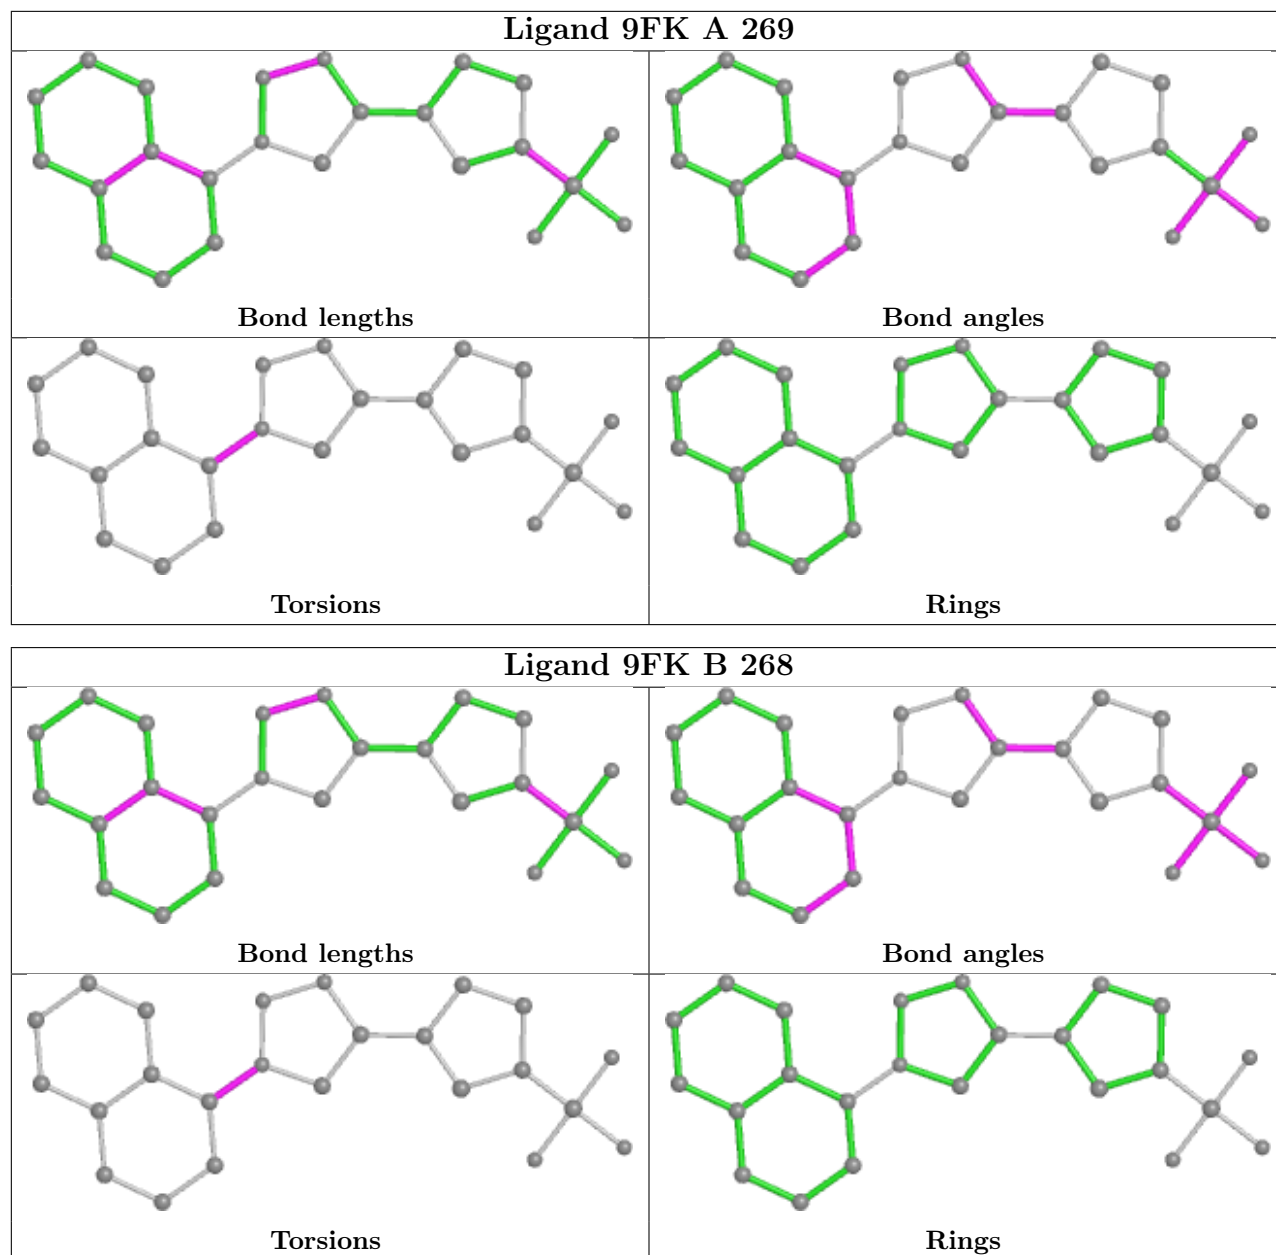 Ligand 9FK A 269
Bond lengths
Bond angles
Torsions
Rings
Ligand 9FK B 268
Bond lengths
Bond angles
Torsions
Rings